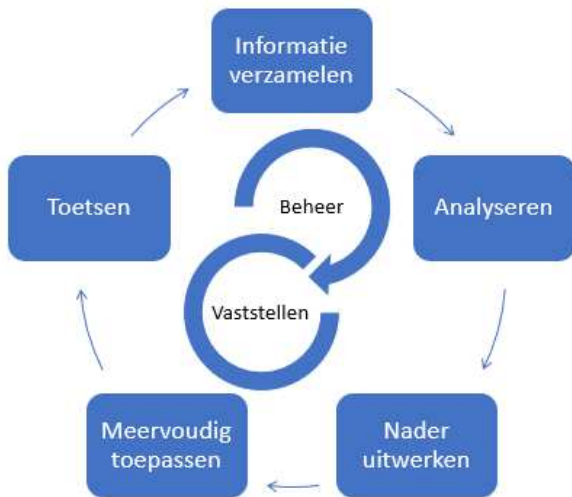 Informatie
verzamelen
Analyseren
Nader
uitwerken
Meervoudig
toepassen
Toetsen
Beheer
Vaststellen